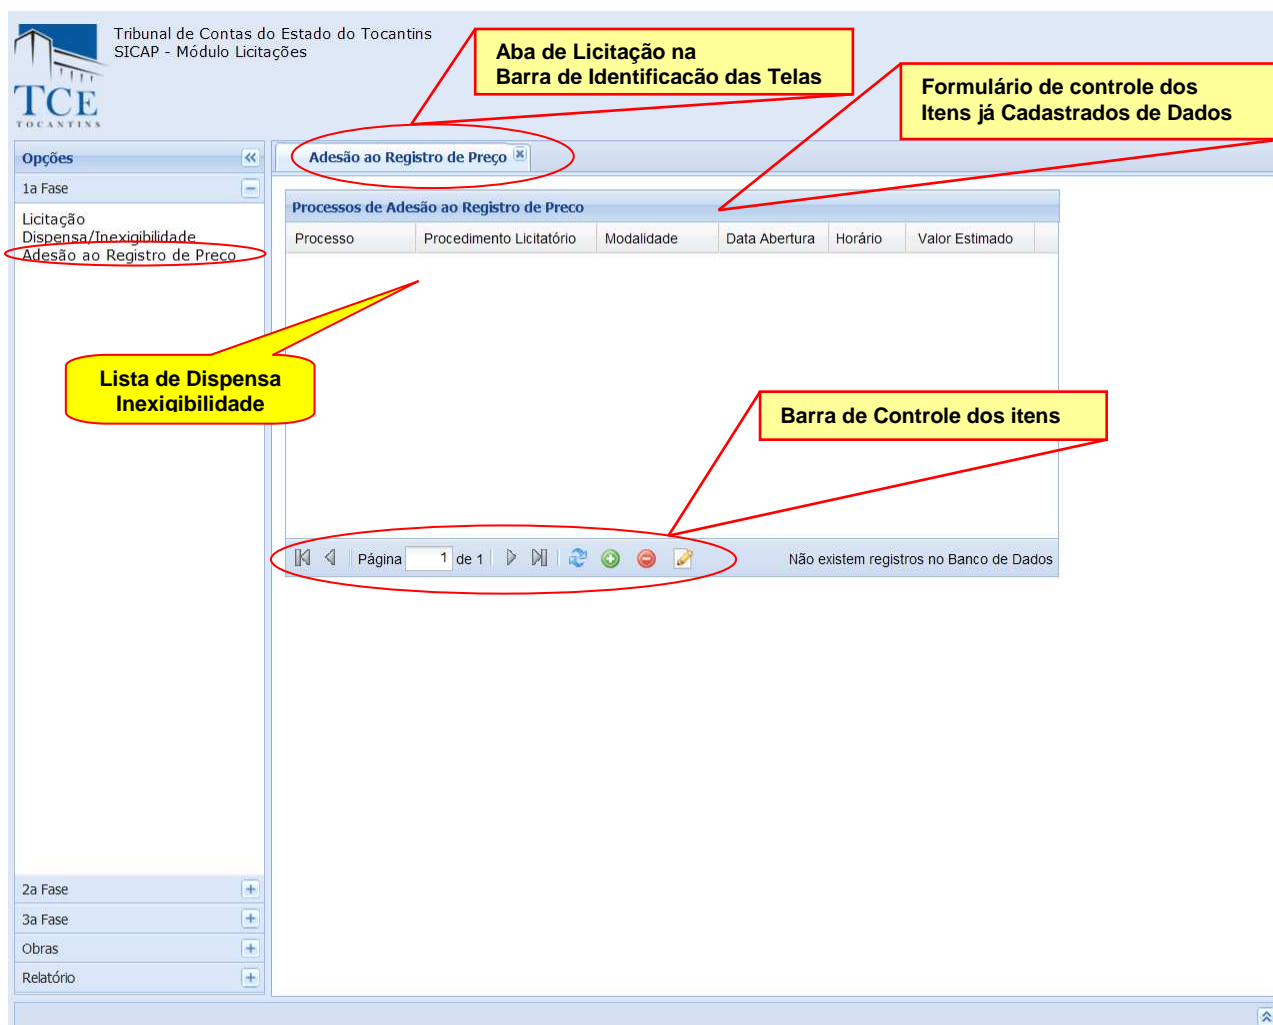 Tribunal de Contas do Estado do Tocantins
SICAP - Módulo Licitações
TCE
TOCANTINS
Aba de Licitação na
Barra de Identificacão das Telas
Formulário de controle dos
Itens já Cadastrados de Dados
Opções
Adesão ao Registro de Preço
1a Fase
Licitação
Dispensa/Inexigibilidade
Adesão ao Registro de Preco
Processos de Adesão ao Registro de Preco
Processo Procedimento Licitatório Modalidade Data Abertura Horário Valor Estimado
Lista de Dispensa
Inexigibilidade
Barra de Controle dos itens
Página 1 de 1 Não existem registros no Banco de Dados
2a Fase
3a Fase
Obras
Relatório